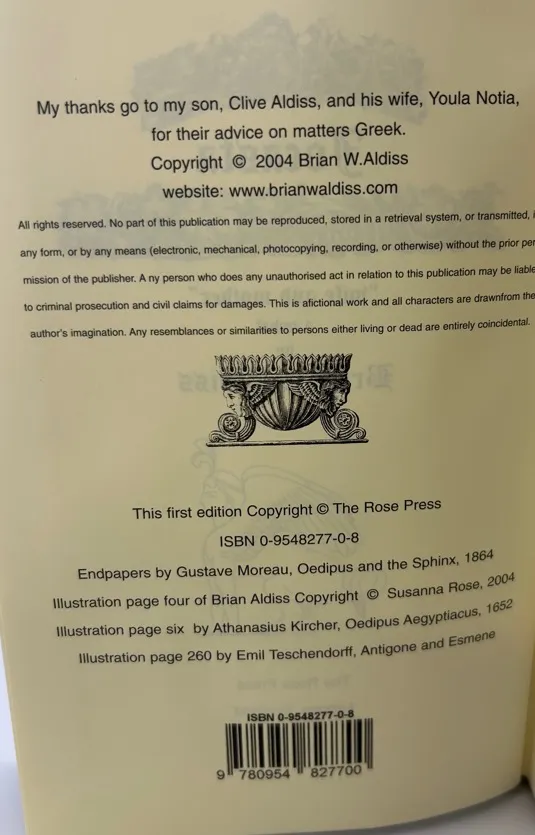 My thanks go to my son, Clive Aldiss, and his wife, Youla Notia,
for their advice on matters Greek.
Copyright © 2004 Brian W.Aldiss
website: www.brianwaldiss.com
All rights reserved. No part of this publication may be reproduced, stored in a retrieval system, or transmitted,
any form, or by any means (electronic, mechanical, photocopying, recording, or otherwise) without the prior per
mission of the publisher. A ny person who does any unauthorised act in relation to this publication may be liable
to criminal prosecution and civil claims for damages. This is afictional work and all characters are drawnfrom the
author's imagination. Any resemblances or similarities to persons either living or dead are entirely coincidental.
This first edition Copyright © The Rose Press
ISBN 0-9548277-0-8
Endpapers by Gustave Moreau, Oedipus and the Sphinx, 1864
Illustration page four of Brian Aldiss Copyright © Susanna Rose, 2004
Illustration page six by Athanasius Kircher, Oedipus Aegyptiacus, 1652
Illustration page 260 by Emil Teschendorff, Antigone and Esmene
ISBN 0-9548277-0-8
9 780954 827700